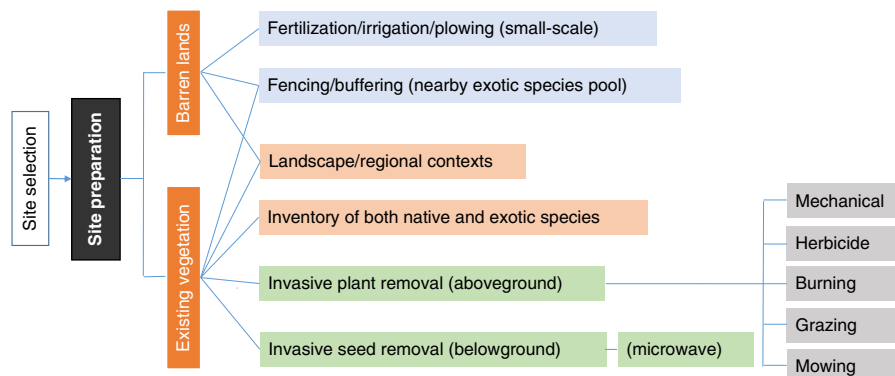 Site selection
Site preparation
Barren lands
Existing vegetation
Fertilization/irrigation/plowing (small-scale)
Fencing/buffering (nearby exotic species pool)
Landscape/regional contexts
Inventory of both native and exotic species
Invasive plant removal (aboveground)
Invasive seed removal (belowground)
(microwave)
Mechanical
Herbicide
Burning
Grazing
Mowing